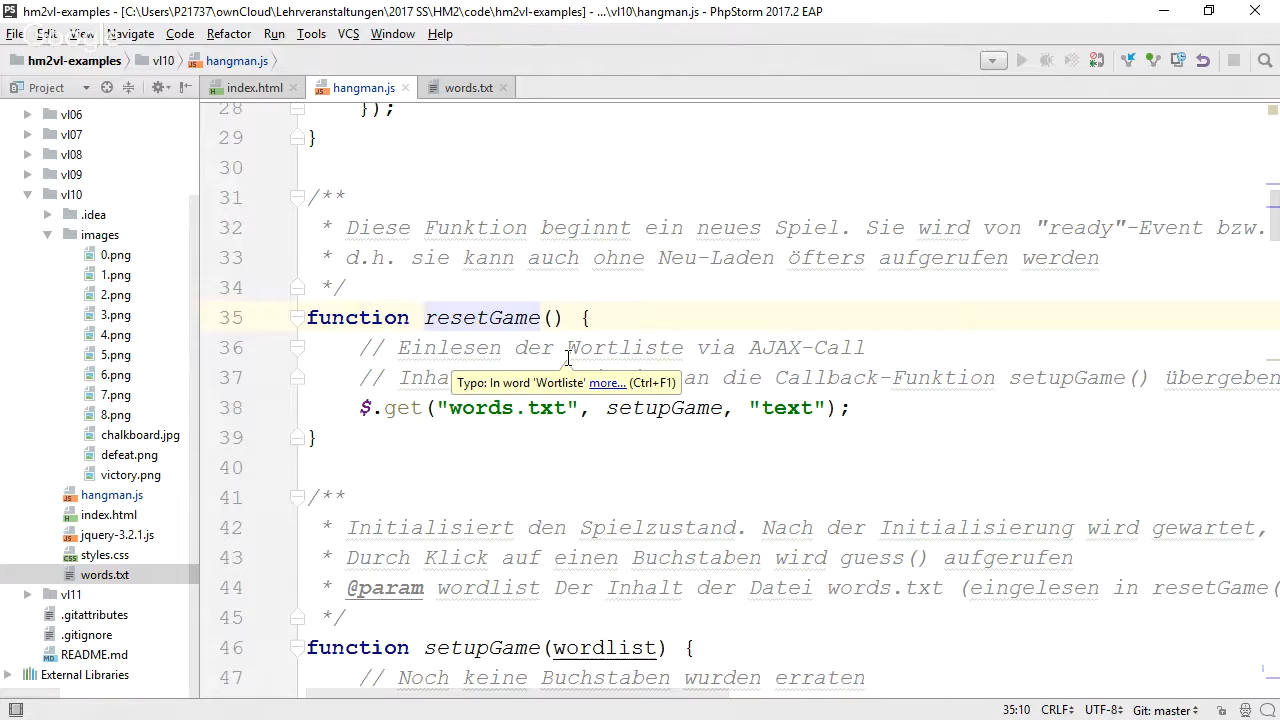 hm2vl-examples - [C:\Users\P21737\ownCloud\Lehrveranstaltungen\2017 SS\HM2\code\hm2vl-examples] - ...\vl10\hangman.js - PhpStorm 2017.2 EAP
File Edit View Navigate Code Refactor Run Tools VCS Window Help
hm2vl-examples vl10 hangman.js
Project
index.html hangman.js words.txt
vl06
vl07
vl08
vl09
vl10
.idea
images
0.png
1.png
2.png
3.png
4.png
5.png
6.png
7.png
8.png
chalkboard.jpg
defeat.png
victory.png
hangman.js
index.html
jquery-3.2.1.js
styles.css
words.txt
vl11
.gitattributes
.gitignore
README.md
External Libraries
28 });
29 }
30
31 /**
32 * Diese Funktion beginnt ein neues Spiel. Sie wird von "ready"-Event bzw.
33 * d.h. sie kann auch ohne Neu-Laden öfters aufgerufen werden
34 */
35 function resetGame() {
36 // Einlesen der Wortliste via AJAX-Call
37 // Inha an die Callback-Funktion setupGame() übergeben
Typo: In word 'Wortliste' more... (Ctrl+F1)
38 $.get("words.txt", setupGame, "text");
39 }
40
41 /**
42 * Initialisiert den Spielzustand. Nach der Initialisierung wird gewartet,
43 * Durch Klick auf einen Buchstaben wird guess() aufgerufen
44 * @param wordlist Der Inhalt der Datei words.txt (eingelesen in resetGame(
45 */
46 function setupGame(wordlist) {
47 // Noch keine Buchstaben wurden erraten
35:10 CRLF UTF-8 Git: master